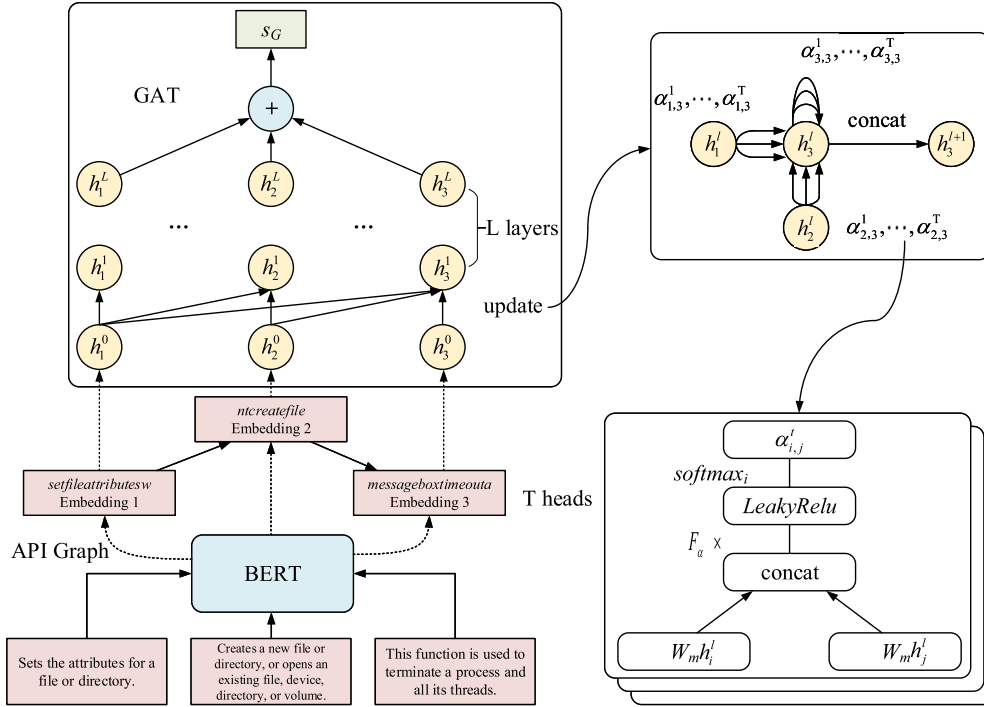 s_G
GAT
+
h_1^L
h_2^L
h_3^L
...
...
L layers
h_1^1
h_2^1
h_3^1
update
h_1^0
h_2^0
h_3^0
ntcreatefile
Embedding 2
setfileattributesw
Embedding 1
messageboxtimeouta
Embedding 3
T heads
API Graph
BERT
Sets the attributes for a
file or directory.
Creates a new file or
directory, or opens an
existing file, device,
directory, or volume.
This function is used to
terminate a process and
all its threads.
α_{3,3}^1,⋯,α_{3,3}^T
α_{1,3}^1,⋯,α_{1,3}^T
concat
h_1^l
h_3^l
h_3^{l+1}
h_2^l
α_{2,3}^1,⋯,α_{2,3}^T
α_{i,j}^t
softmax_i
LeakyRelu
F_α ×
concat
W_m h_i^l
W_m h_j^l